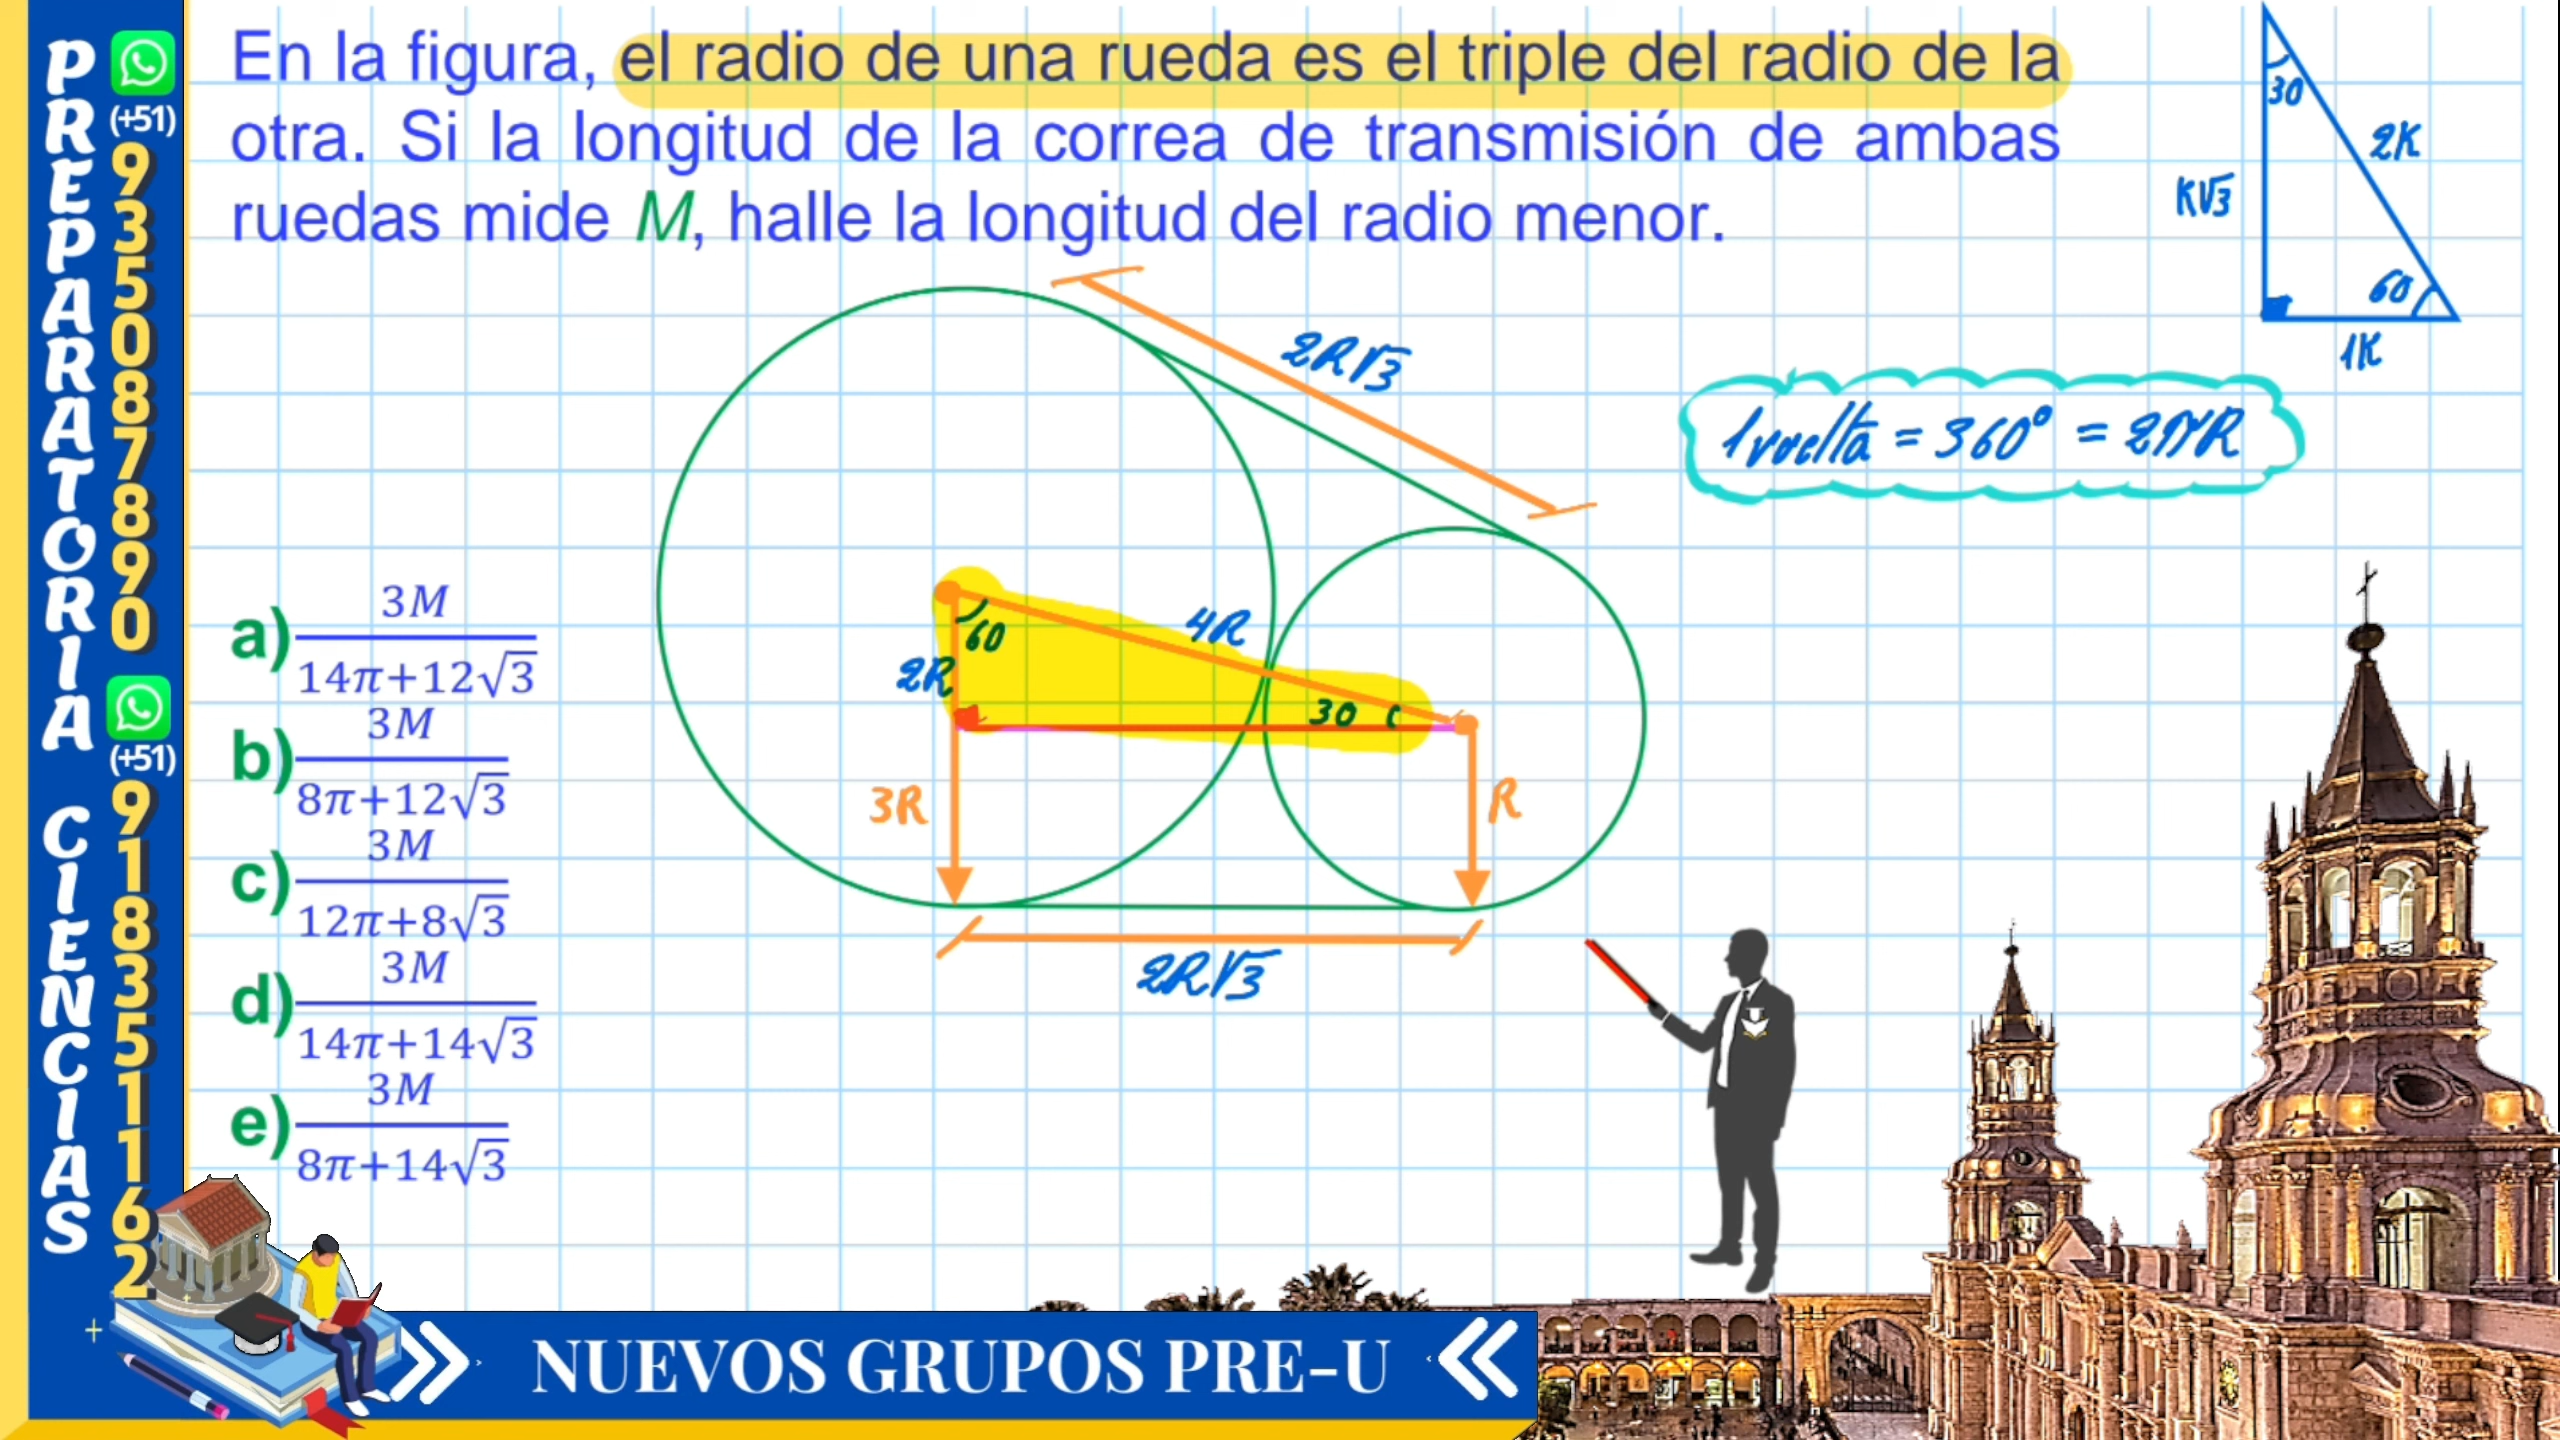 PREPARATORIA CIENCIAS
(+51)
935087890
(+51)
918351162
En la figura, el radio de una rueda es el triple del radio de la
otra. Si la longitud de la correa de transmisión de ambas
ruedas mide M, halle la longitud del radio menor.
30
2K
K√3
60
1K
2R√3
1 vuelta = 360° = 2πR
60
4R
2R
30
3R
R
2R√3
a) 3M/14π+12√3
b) 3M/8π+12√3
c) 3M/12π+8√3
d) 3M/14π+14√3
e) 3M/8π+14√3
NUEVOS GRUPOS PRE-U